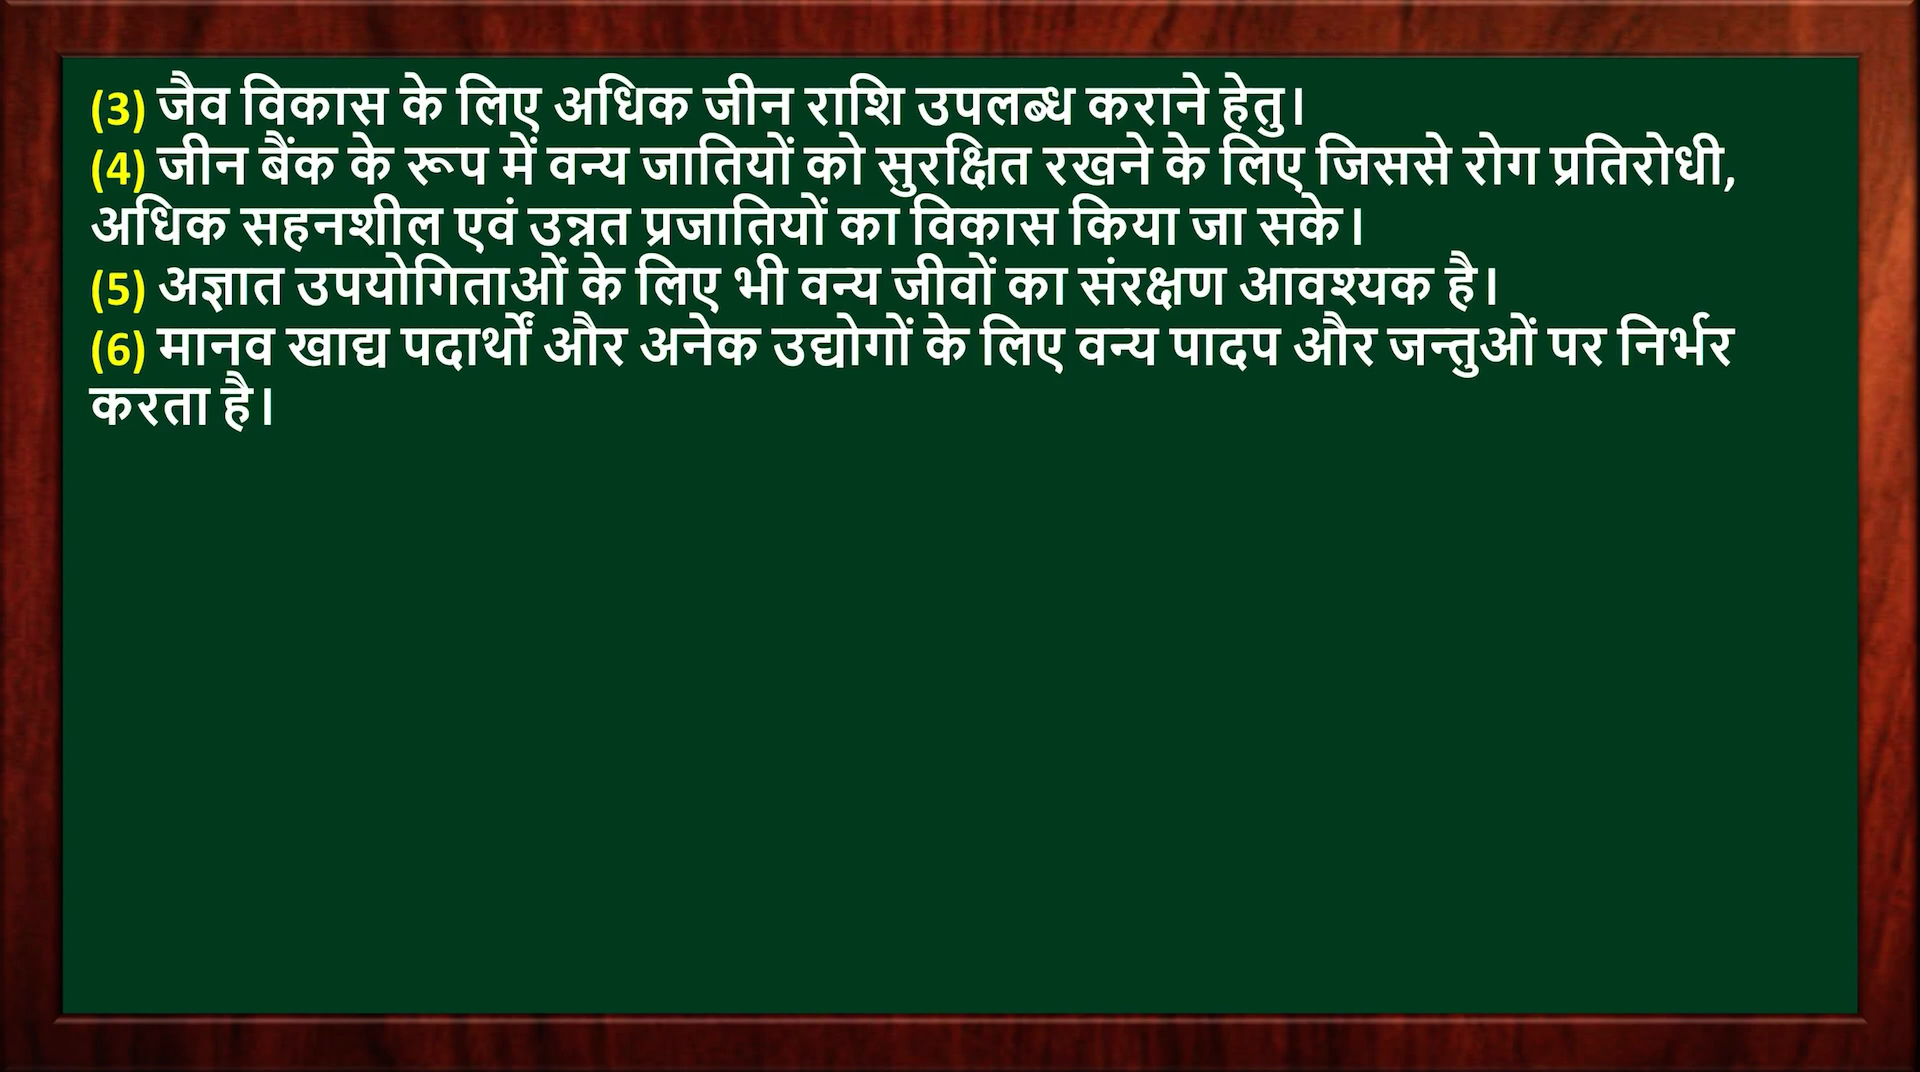 (3) जैव विकास के लिए अधिक जीन राशि उपलब्ध कराने हेतु।
(4) जीन बैंक के रूप में वन्य जातियों को सुरक्षित रखने के लिए जिससे रोग प्रतिरोधी,
अधिक सहनशील एवं उन्नत प्रजातियों का विकास किया जा सके।
(5) अज्ञात उपयोगिताओं के लिए भी वन्य जीवों का संरक्षण आवश्यक है।
(6) मानव खाद्य पदार्थों और अनेक उद्योगों के लिए वन्य पादप और जन्तुओं पर निर्भर
करता है।